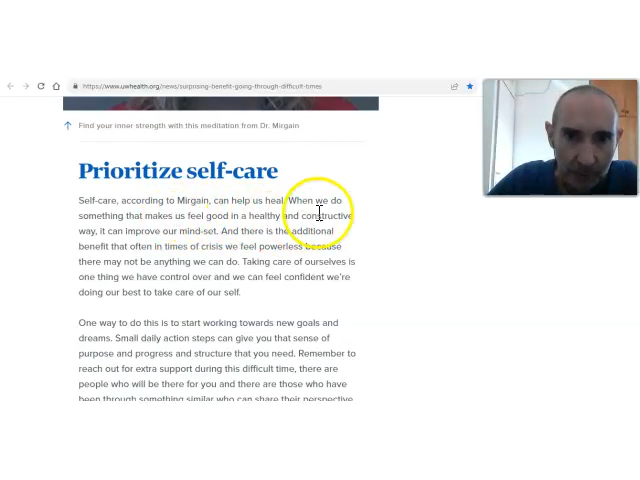 https://www.uwhealth.org/news/surprising-benefit-going-through-difficult-times
Find your inner strength with this meditation from Dr. Mirgain
Prioritize self-care
Self-care, according to Mirgain, can help us heal. When we do
something that makes us feel good in a healthy and constructive
way, it can improve our mind-set. And there is the additional
benefit that often in times of crisis we feel powerless because
there may not be anything we can do. Taking care of ourselves is
one thing we have control over and we can feel confident we're
doing our best to take care of our self.
One way to do this is to start working towards new goals and
dreams. Small daily action steps can give you that sense of
purpose and progress and structure that you need. Remember to
reach out for extra support during this difficult time, there are
people who will be there for you and there are those who have
been through something similar who can share their perspective